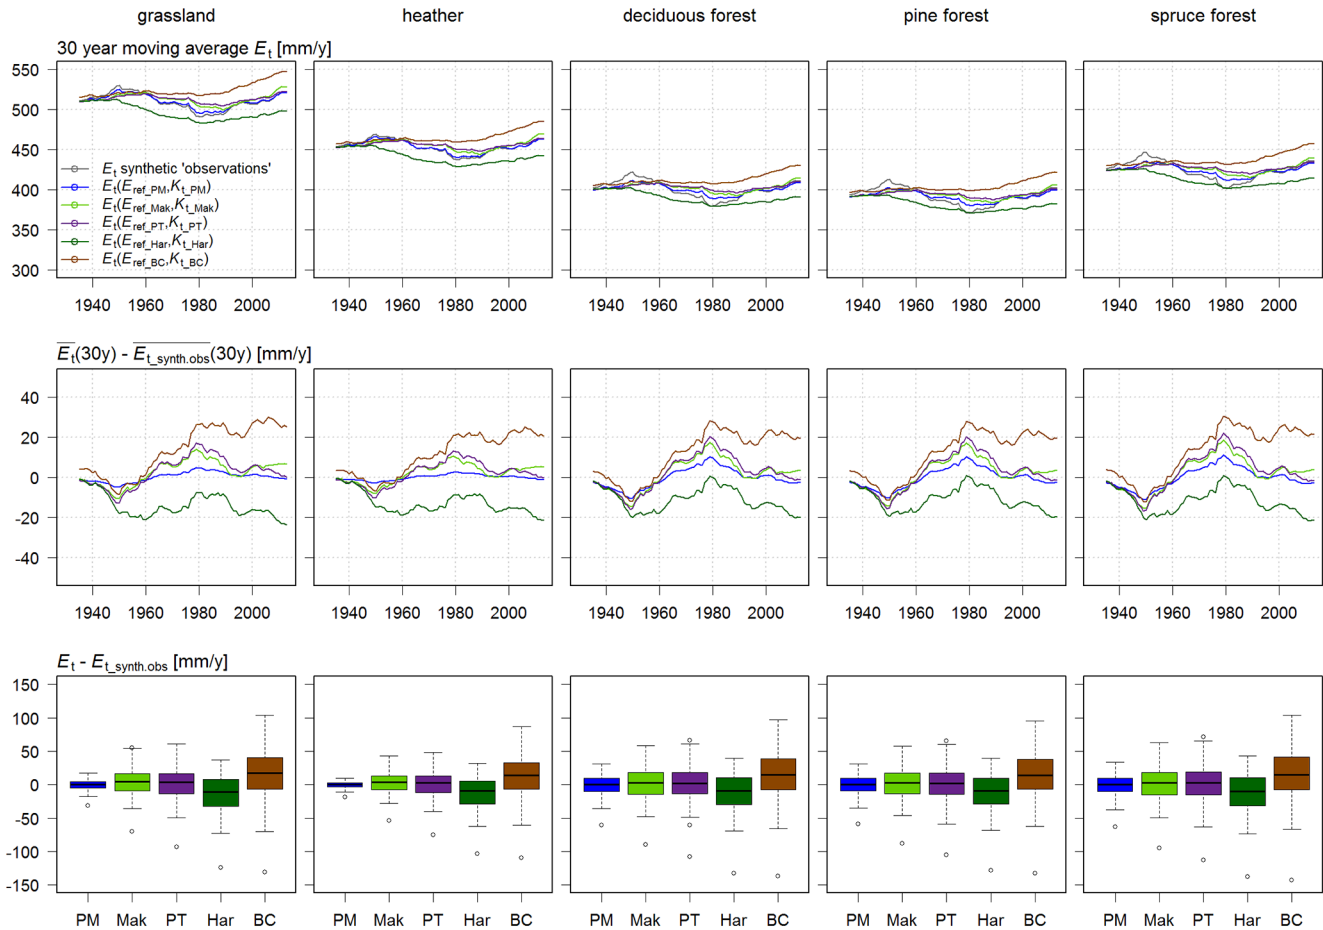 grassland heather deciduous forest pine forest spruce forest
30 year moving average Et [mm/y]
550
500
450
400
350
300
Et synthetic 'observations'
Et(Eref_PM,Kt_PM)
Et(Eref_Mak,Kt_Mak)
Et(Eref_PT,Kt_PT)
Et(Eref_Har,Kt_Har)
Et(Eref_BC,Kt_BC)
1940 1960 1980 2000 1940 1960 1980 2000 1940 1960 1980 2000 1940 1960 1980 2000 1940 1960 1980 2000
Et(30y) - Et_synth.obs(30y) [mm/y]
40
20
0
-20
-40
1940 1960 1980 2000 1940 1960 1980 2000 1940 1960 1980 2000 1940 1960 1980 2000 1940 1960 1980 2000
Et - Et_synth.obs [mm/y]
150
100
50
0
-50
-100
-150
PM Mak PT Har BC PM Mak PT Har BC PM Mak PT Har BC PM Mak PT Har BC PM Mak PT Har BC